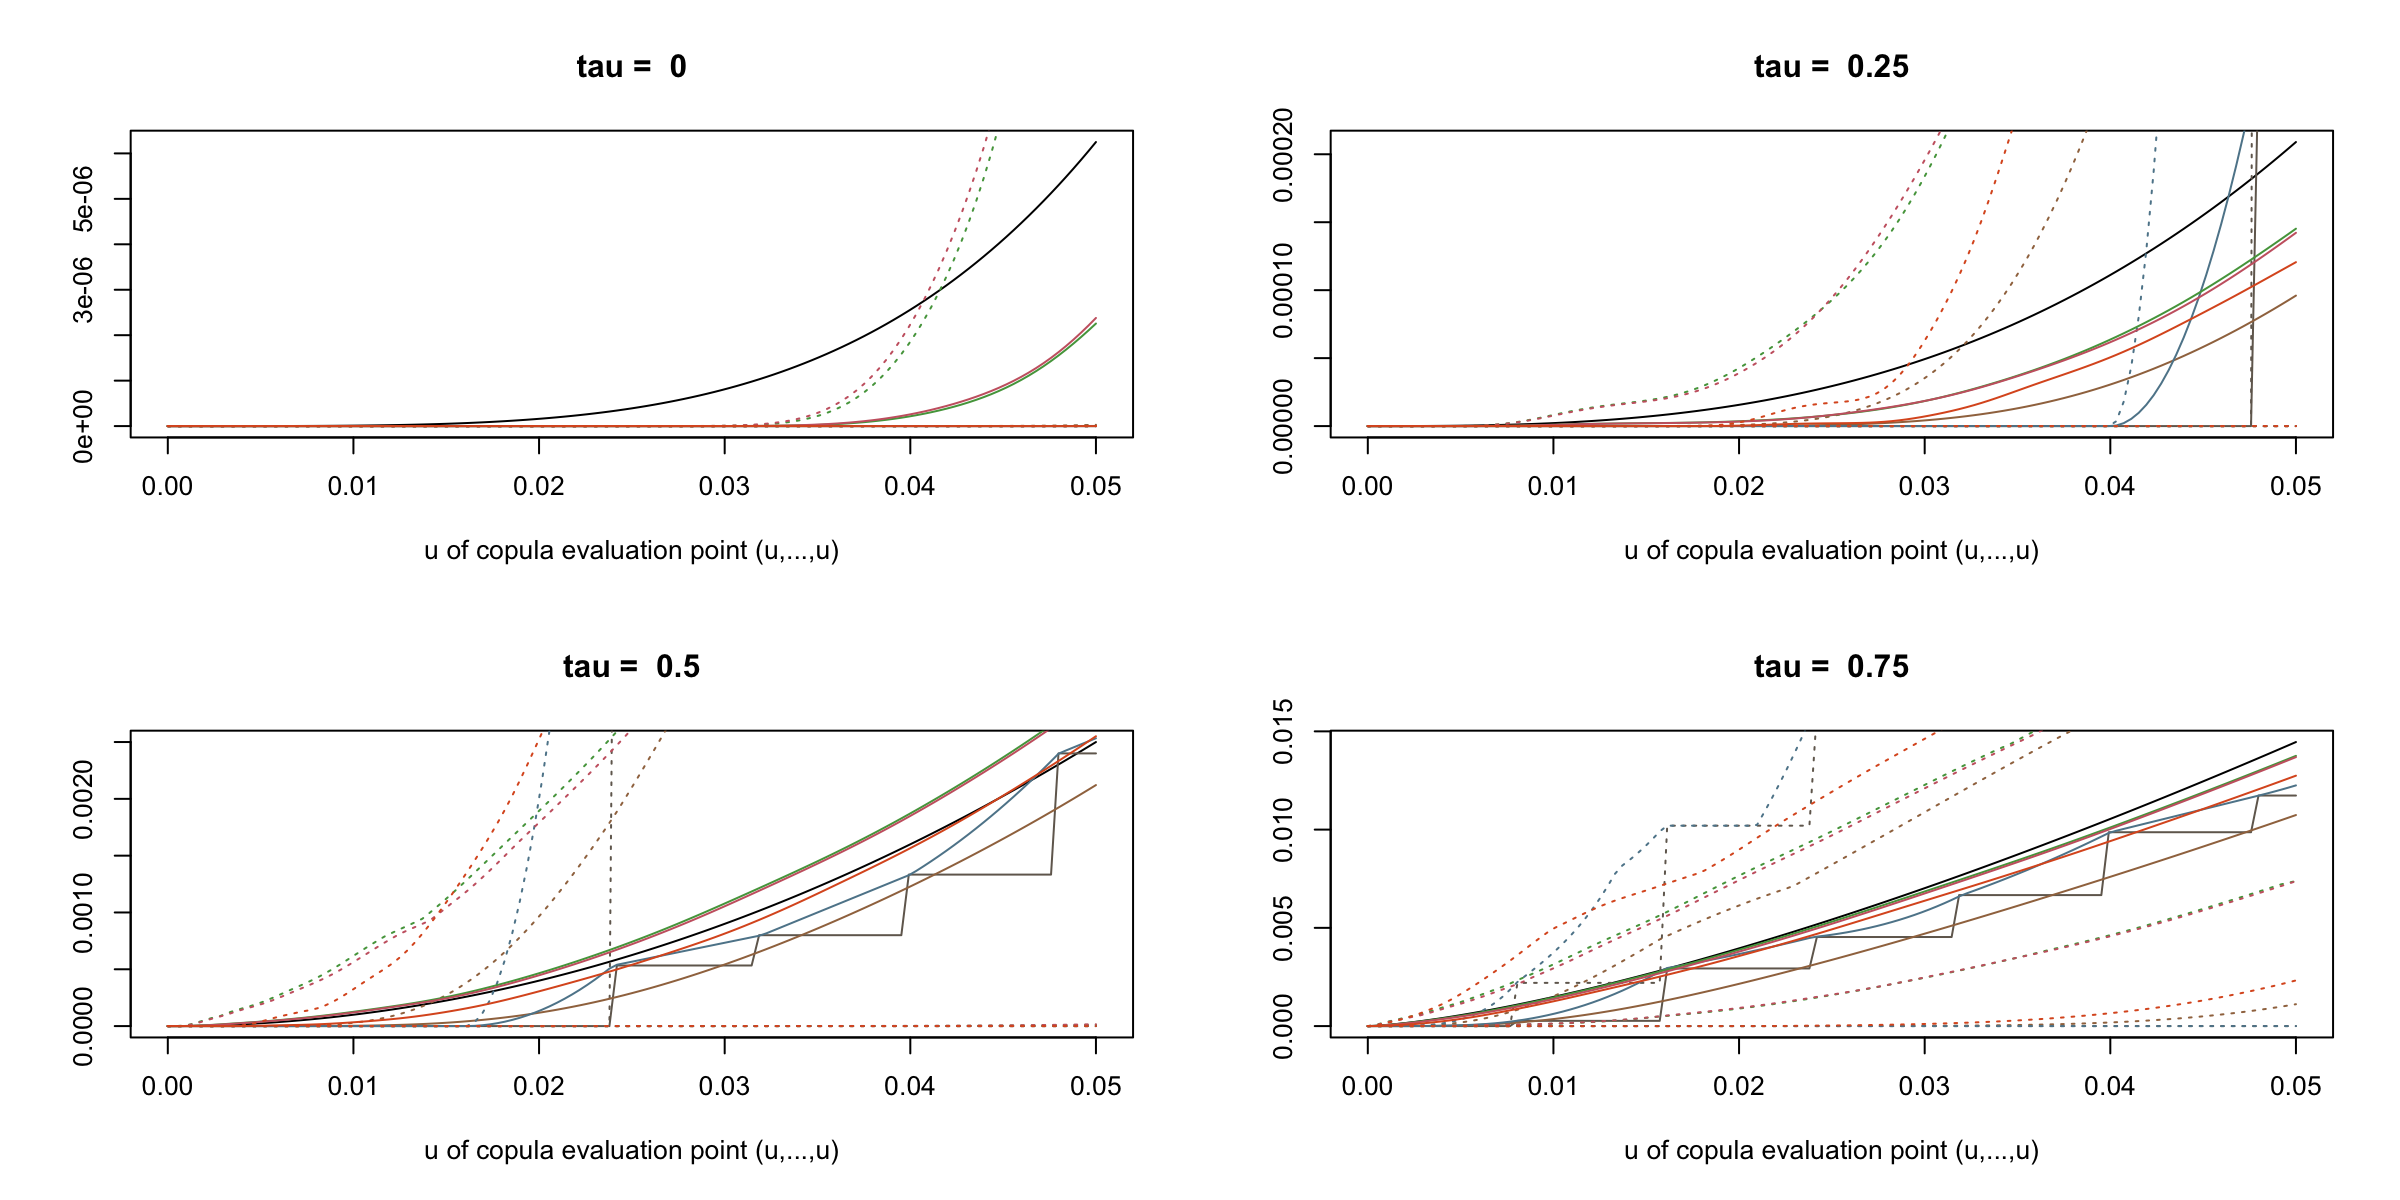 tau =  0
0e+00 3e-06 5e-06
0.00 0.01 0.02 0.03 0.04 0.05
u of copula evaluation point (u,...,u)
tau =  0.25
0.00000 0.00010 0.00020
0.00 0.01 0.02 0.03 0.04 0.05
u of copula evaluation point (u,...,u)
tau =  0.5
0.0000 0.0010 0.0020
0.00 0.01 0.02 0.03 0.04 0.05
u of copula evaluation point (u,...,u)
tau =  0.75
0.000 0.005 0.010 0.015
0.00 0.01 0.02 0.03 0.04 0.05
u of copula evaluation point (u,...,u)